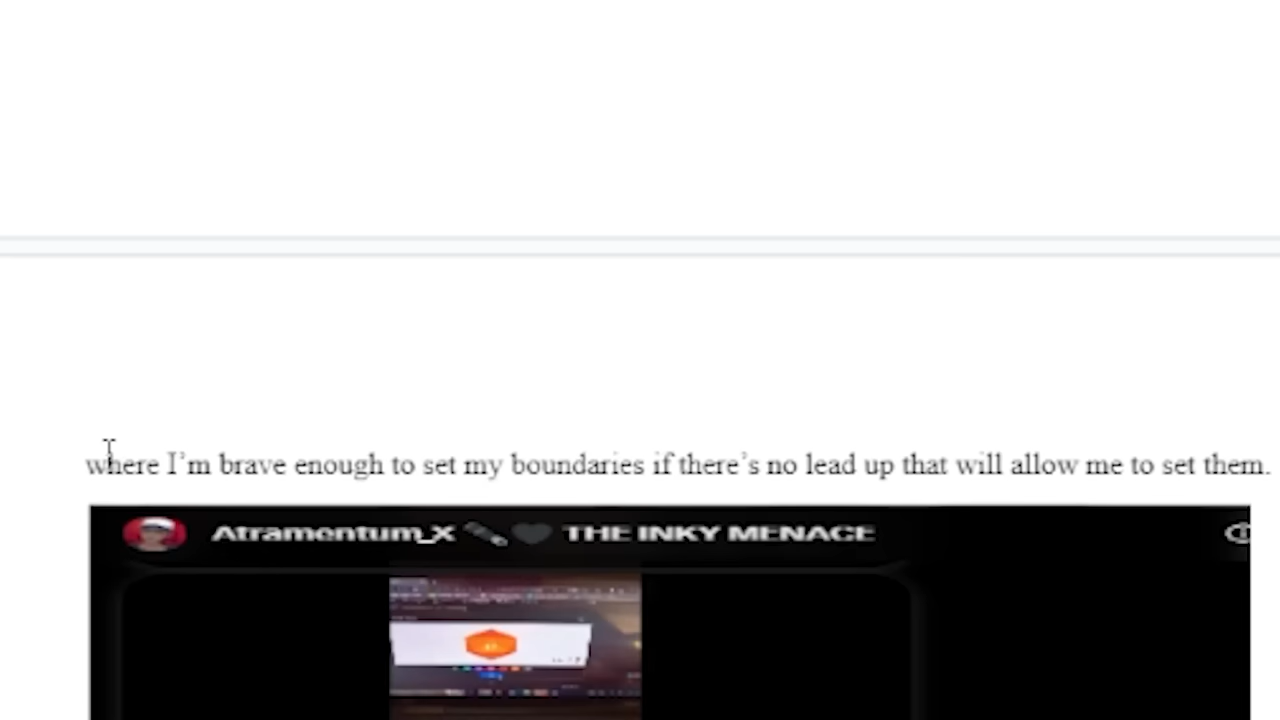 where I’m brave enough to set my boundaries if there’s no lead up that will allow me to set them.
Atramentum_X ✒️🖤 THE INKY MENACE